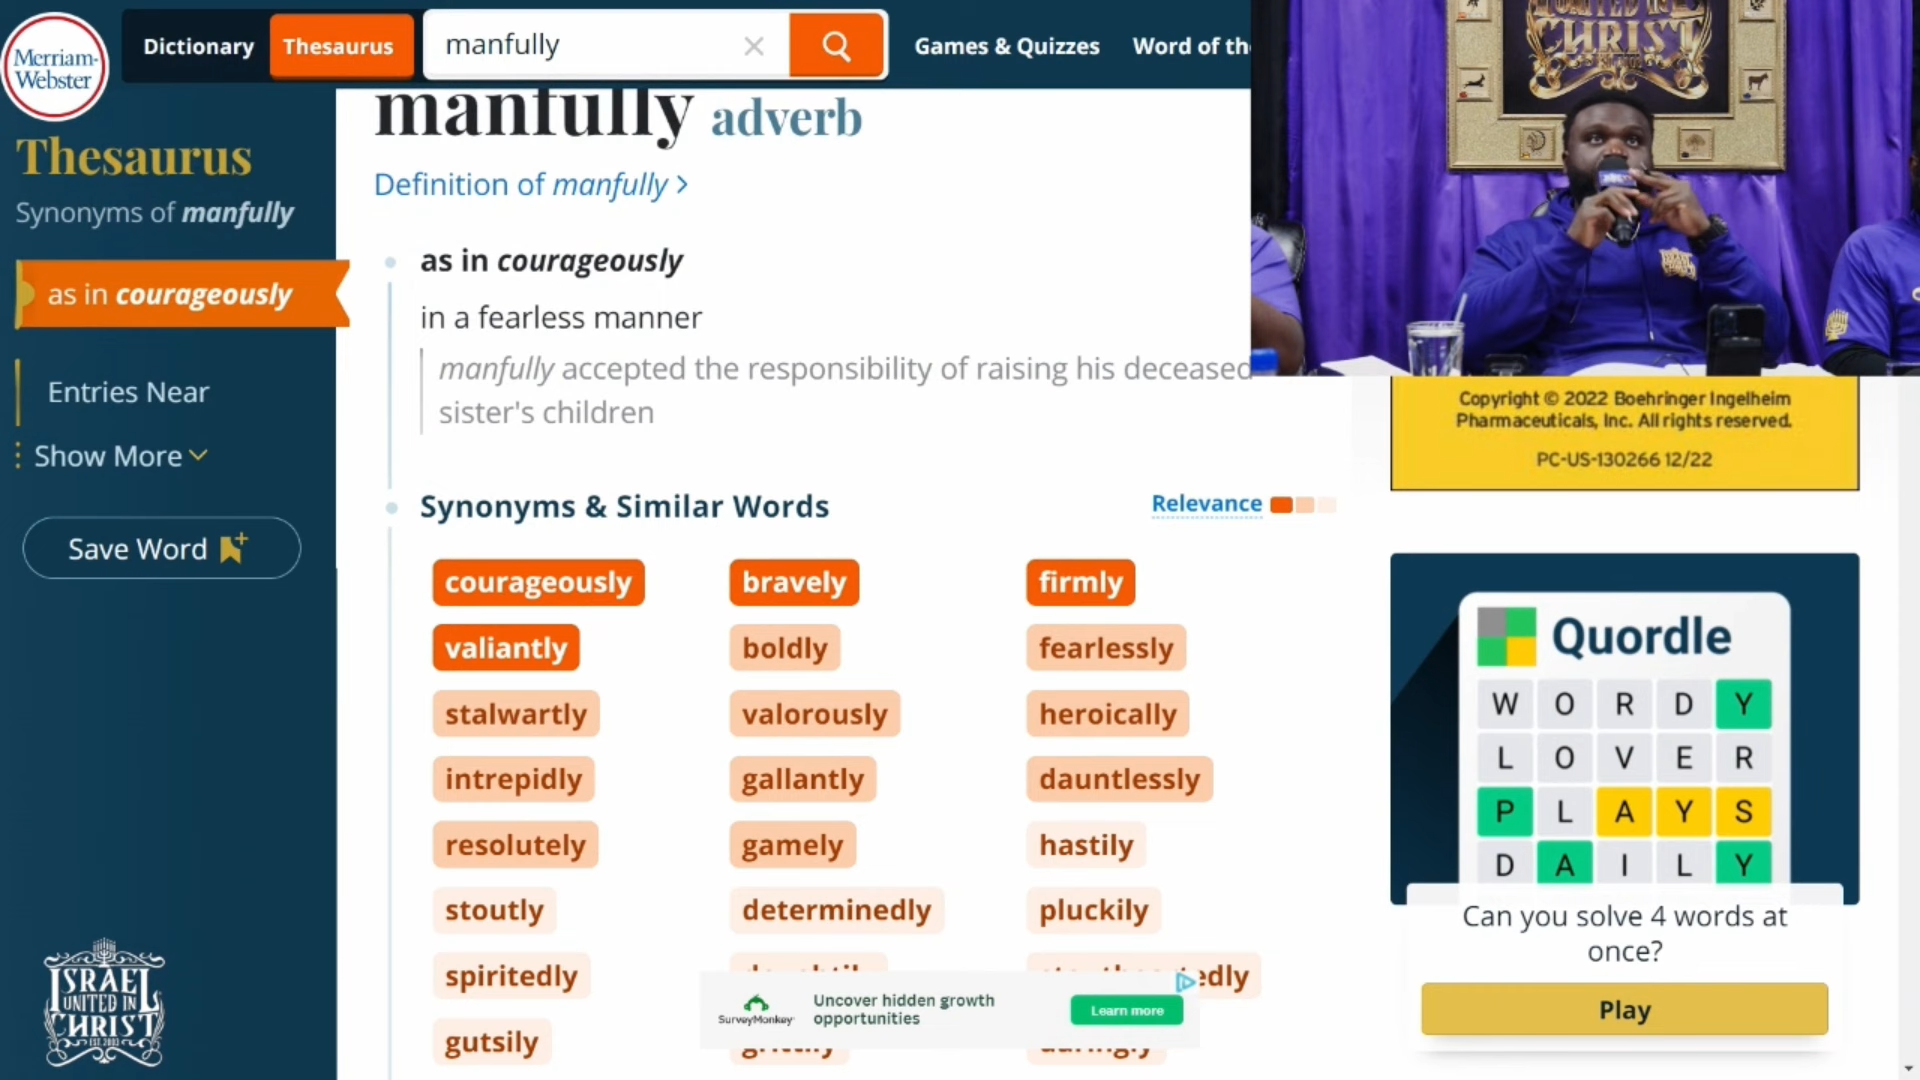 Merriam-
Webster
Dictionary
Thesaurus
manfully
Games & Quizzes
Word of th
Thesaurus
Synonyms of manfully
as in courageously
Entries Near
Show More
Save Word
manfully adverb
Definition of manfully >
as in courageously
in a fearless manner
manfully accepted the responsibility of raising his deceased
sister's children
Synonyms & Similar Words
Relevance
courageously bravely firmly
valiantly boldly fearlessly
stalwartly valorously heroically
intrepidly gallantly dauntlessly
resolutely gamely hastily
stoutly determinedly pluckily
spiritedly
gutsily
SurveyMonkey
Uncover hidden growth
opportunities
Learn more
UNITED IN
CHRIST
Copyright © 2022 Boehringer Ingelheim
Pharmaceuticals, Inc. All rights reserved.
PC-US-130266 12/22
Quordle
W O R D Y
L O V E R
P L A Y S
D A I L Y
Can you solve 4 words at
once?
Play
ISRAEL
UNITED IN
CHRIST
EST. 2003